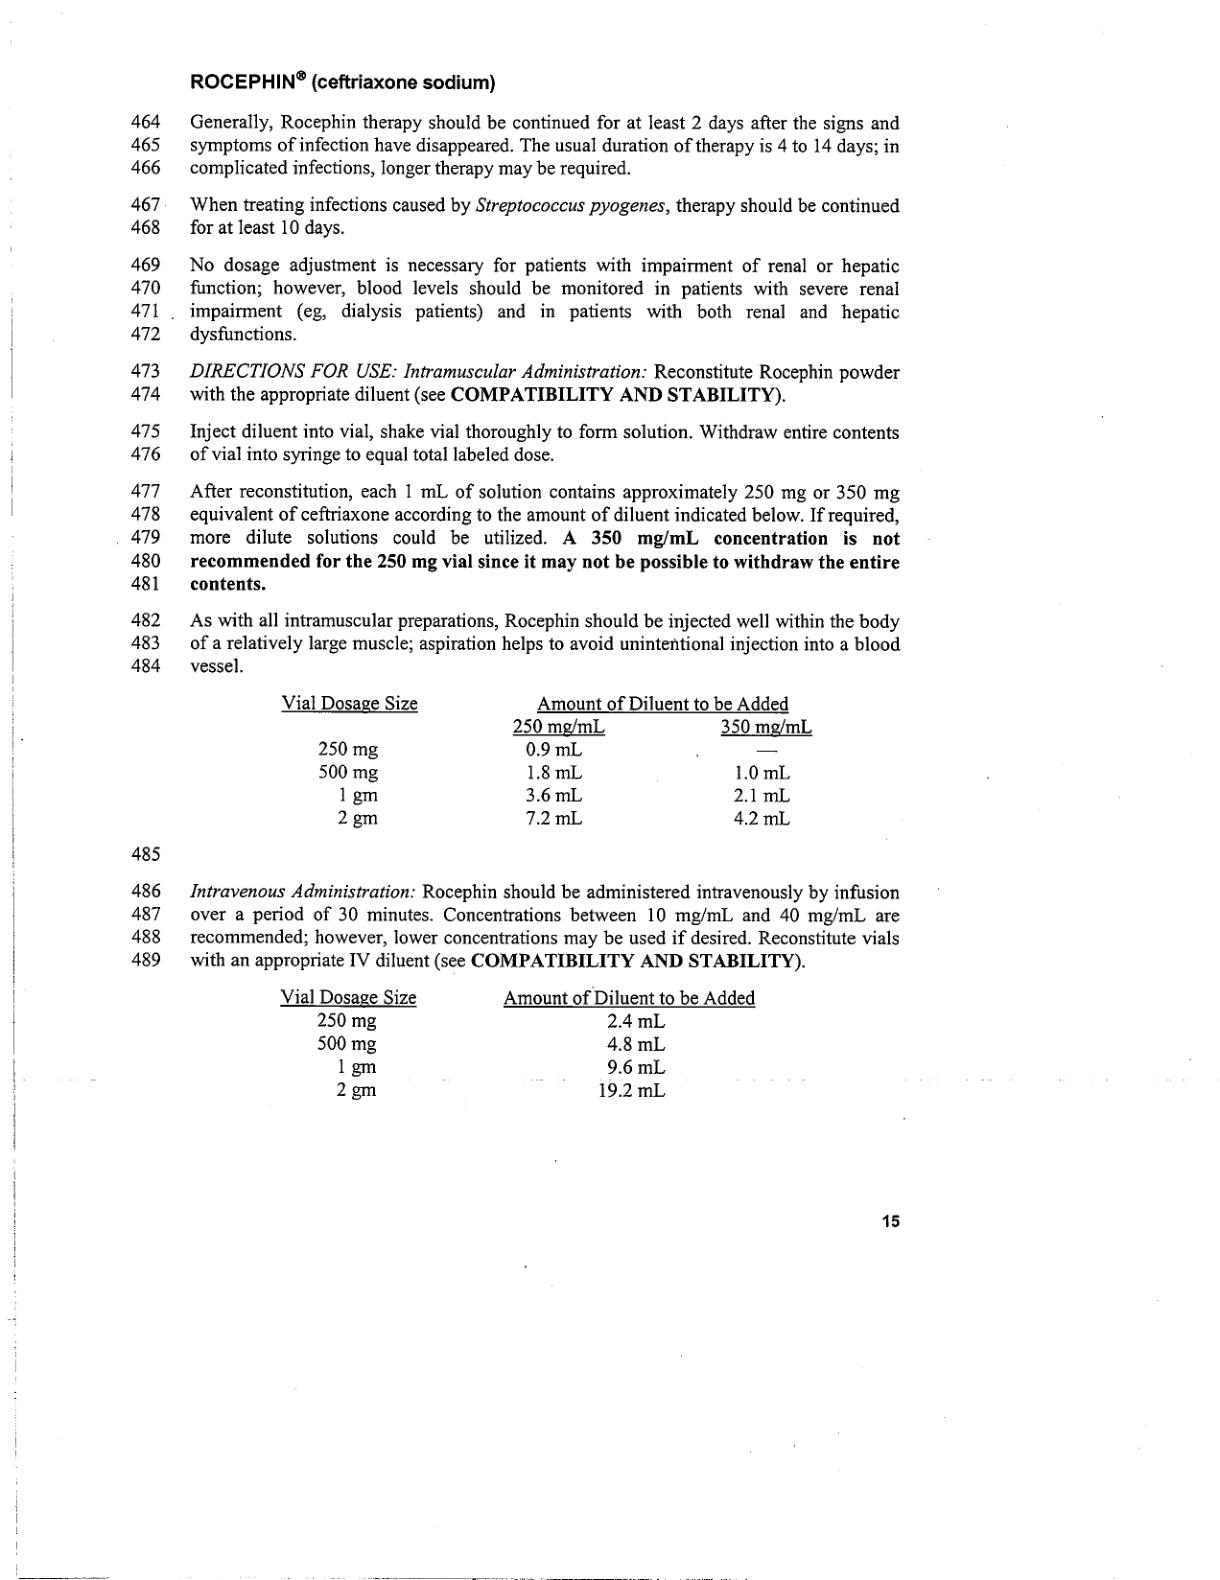 ROCEPHIN® (ceftriaxone sodium)
464 Generally, Rocephin therapy should be continued for at least 2 days after the signs and
465 symptoms of infection have disappeared. The usual duration of therapy is 4 to 14 days; in
466 complicated infections, longer therapy may be required.
467 When treating infections caused by Streptococcus pyogenes, therapy should be continued
468 for at least 10 days.
469 No dosage adjustment is necessary for patients with impairment of renal or hepatic
470 function; however, blood levels should be monitored in patients with severe renal
471 impairment (eg, dialysis patients) and in patients with both renal and hepatic
472 dysfunctions.
473 DIRECTIONS FOR USE: Intramuscular Administration: Reconstitute Rocephin powder
474 with the appropriate diluent (see COMPATIBILITY AND STABILITY).
475 Inject diluent into vial, shake vial thoroughly to form solution. Withdraw entire contents
476 of vial into syringe to equal total labeled dose.
477 After reconstitution, each 1 mL of solution contains approximately 250 mg or 350 mg
478 equivalent of ceftriaxone according to the amount of diluent indicated below. If required,
479 more dilute solutions could be utilized. A 350 mg/mL concentration is not
480 recommended for the 250 mg vial since it may not be possible to withdraw the entire
481 contents.
482 As with all intramuscular preparations, Rocephin should be injected well within the body
483 of a relatively large muscle; aspiration helps to avoid unintentional injection into a blood
484 vessel.
Vial Dosage Size Amount of Diluent to be Added
250 mg/mL 350 mg/mL
250 mg 0.9 mL —
500 mg 1.8 mL 1.0 mL
1 gm 3.6 mL 2.1 mL
2 gm 7.2 mL 4.2 mL
485
486 Intravenous Administration: Rocephin should be administered intravenously by infusion
487 over a period of 30 minutes. Concentrations between 10 mg/mL and 40 mg/mL are
488 recommended; however, lower concentrations may be used if desired. Reconstitute vials
489 with an appropriate IV diluent (see COMPATIBILITY AND STABILITY).
Vial Dosage Size Amount of Diluent to be Added
250 mg 2.4 mL
500 mg 4.8 mL
1 gm 9.6 mL
2 gm 19.2 mL
15